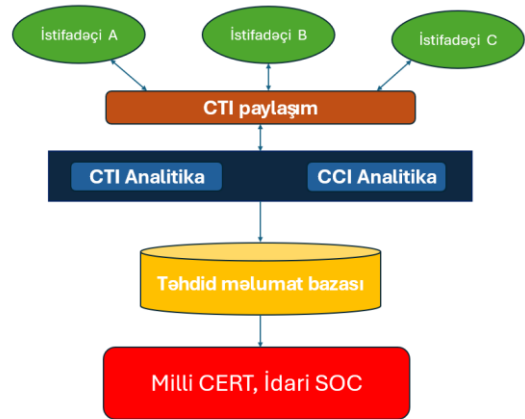 İstifadəçi A
İstifadəçi B
İstifadəçi C
CTI paylaşım
CTI Analitika
CCI Analitika
Təhdid məlumat bazası
Milli CERT, İdari SOC